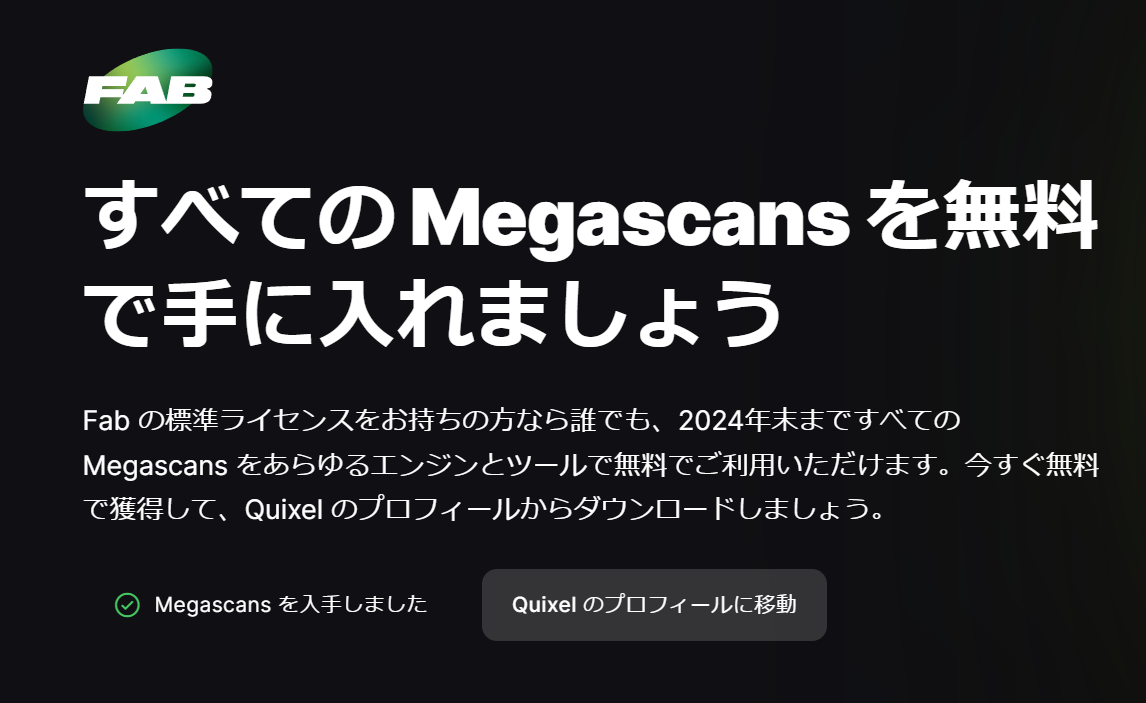 FAB
すべての Megascans を無料
で手に入れましょう
Fab の標準ライセンスをお持ちの方なら誰でも、2024年末まですべての
Megascans をあらゆるエンジンとツールで無料でご利用いただけます。今すぐ無料
で獲得して、Quixel のプロフィールからダウンロードしましょう。
Megascans を入手しました
Quixel のプロフィールに移動